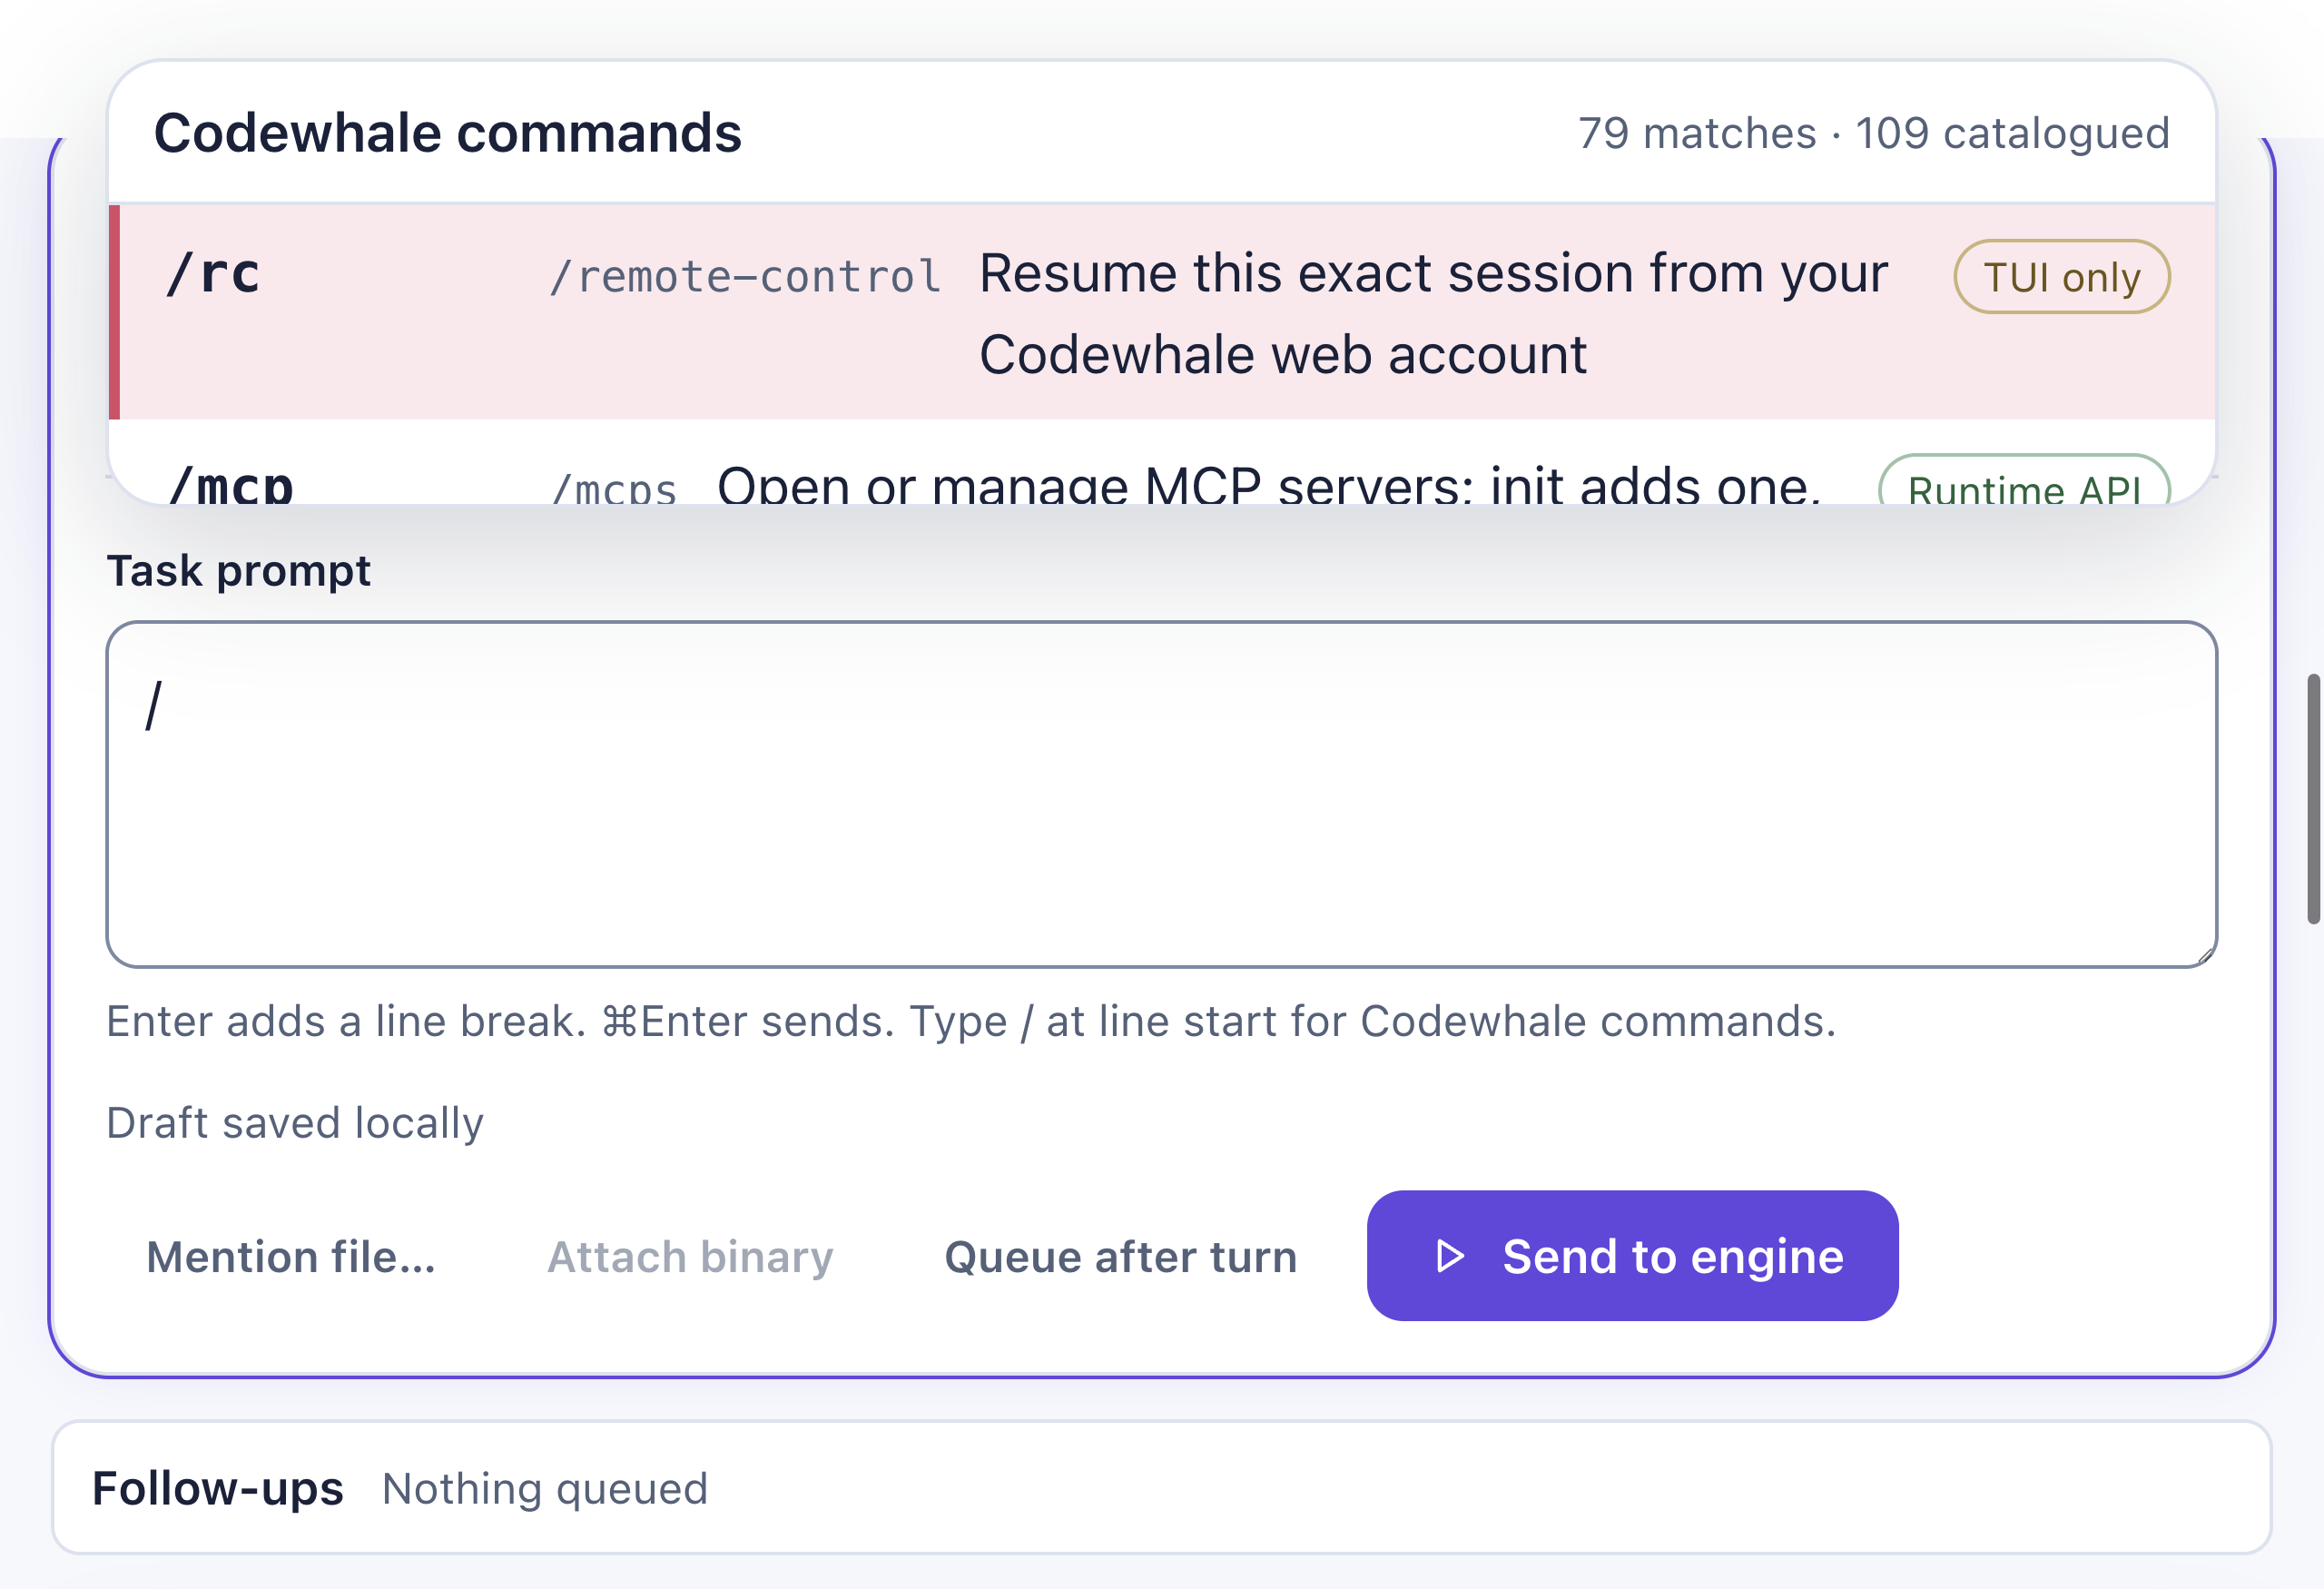 Codewhale commands 79 matches · 109 catalogued
/rc /remote-control Resume this exact session from your TUI only
Codewhale web account
/mcp /mcps Open or manage MCP servers; init adds one, Runtime API
Task prompt
/
Enter adds a line break. ⌘Enter sends. Type / at line start for Codewhale commands.
Draft saved locally
Mention file... Attach binary Queue after turn Send to engine
Follow-ups Nothing queued